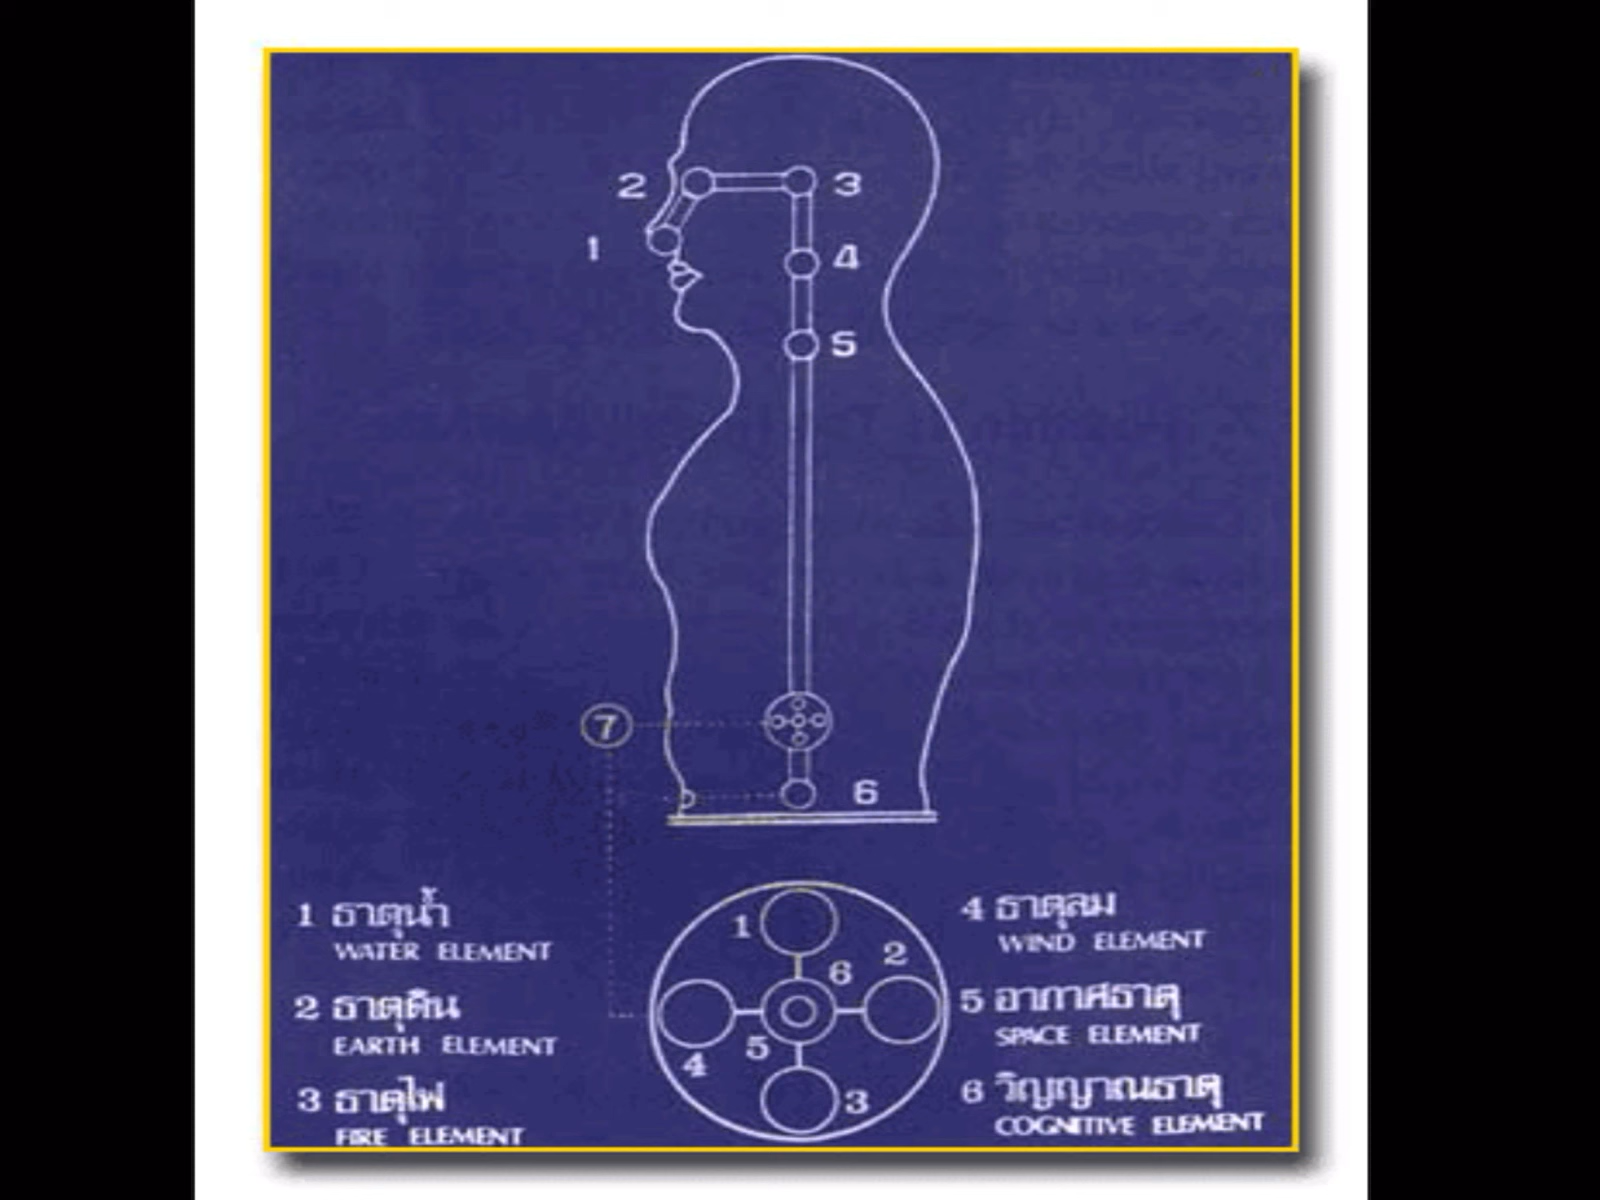 2
3
1
4
5
7
6
1
2
6
5
4
3
1 ธาตุน้ำ
WATER ELEMENT
2 ธาตุดิน
EARTH ELEMENT
3 ธาตุไฟ
FIRE ELEMENT
4 ธาตุลม
WIND ELEMENT
5 อากาศธาตุ
SPACE ELEMENT
6 วิญญาณธาตุ
COGNITIVE ELEMENT